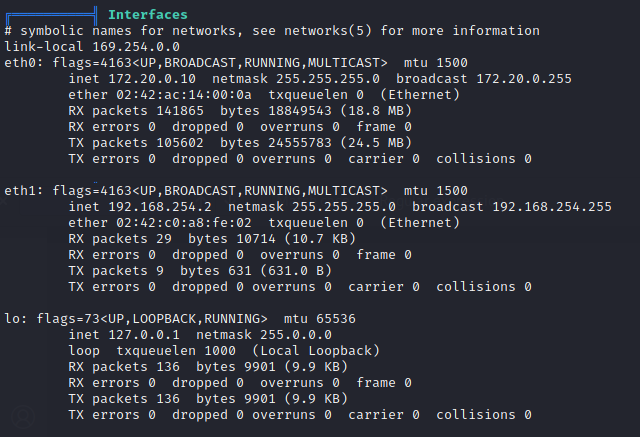 ╔══════════╣ Interfaces
# symbolic names for networks, see networks(5) for more information
link-local 169.254.0.0
eth0: flags=4163<UP,BROADCAST,RUNNING,MULTICAST>  mtu 1500
        inet 172.20.0.10  netmask 255.255.255.0  broadcast 172.20.0.255
        ether 02:42:ac:14:00:0a  txqueuelen 0  (Ethernet)
        RX packets 141865  bytes 18849543 (18.8 MB)
        RX errors 0  dropped 0  overruns 0  frame 0
        TX packets 105602  bytes 24555783 (24.5 MB)
        TX errors 0  dropped 0 overruns 0  carrier 0  collisions 0

eth1: flags=4163<UP,BROADCAST,RUNNING,MULTICAST>  mtu 1500
        inet 192.168.254.2  netmask 255.255.255.0  broadcast 192.168.254.255
        ether 02:42:c0:a8:fe:02  txqueuelen 0  (Ethernet)
        RX packets 29  bytes 10714 (10.7 KB)
        RX errors 0  dropped 0  overruns 0  frame 0
        TX packets 9  bytes 631 (631.0 B)
        TX errors 0  dropped 0 overruns 0  carrier 0  collisions 0

lo: flags=73<UP,LOOPBACK,RUNNING>  mtu 65536
        inet 127.0.0.1  netmask 255.0.0.0
        loop  txqueuelen 1000  (Local Loopback)
        RX packets 136  bytes 9901 (9.9 KB)
        RX errors 0  dropped 0  overruns 0  frame 0
        TX packets 136  bytes 9901 (9.9 KB)
        TX errors 0  dropped 0 overruns 0  carrier 0  collisions 0